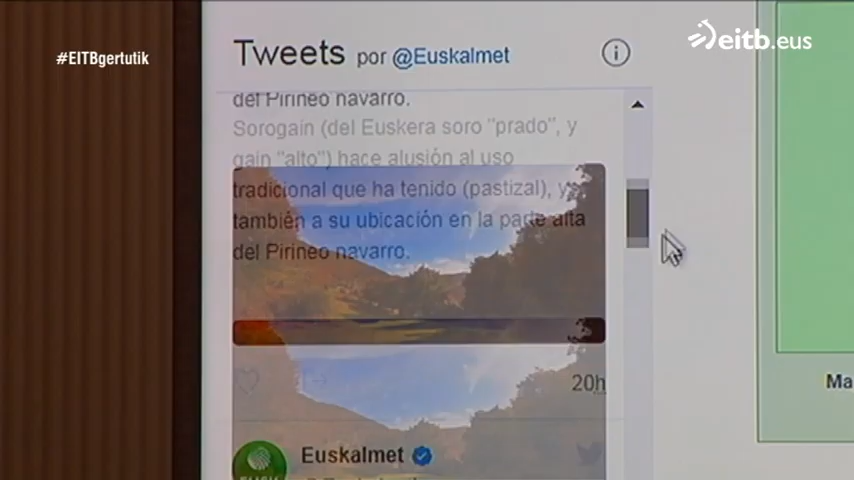 eitb.eus
#EITBgertutik
Tweets por @Euskalmet
del Pirineo navarro.
Sorogain (del Euskera soro "prado", y
gain "alto") hace alusión al uso
tradicional que ha tenido (pastizal), y
también a su ubicación en la parte alta
del Pirineo navarro.
20h
Ma
Euskalmet